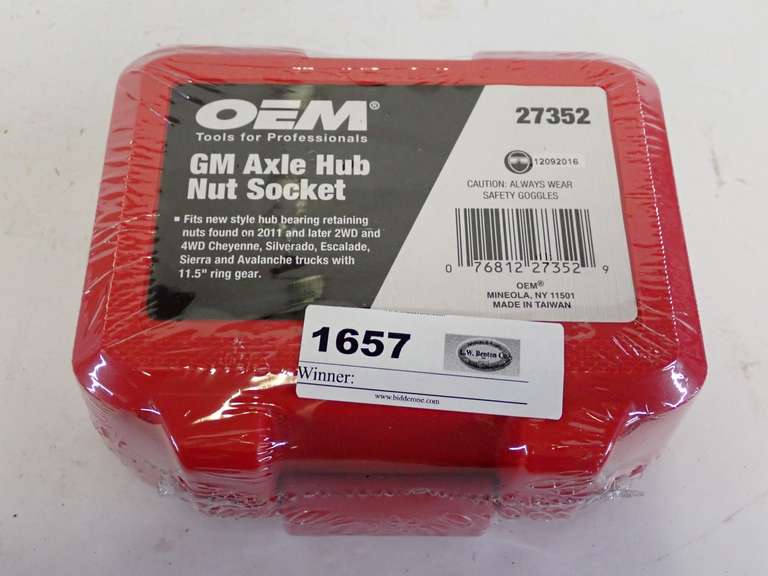 OEM®
Tools for Professionals
GM Axle Hub
Nut Socket
▪ Fits new style hub bearing retaining
nuts found on 2011 and later 2WD and
4WD Cheyenne, Silverado, Escalade,
Sierra and Avalanche trucks with
11.5" ring gear.
27352
12092016
CAUTION: ALWAYS WEAR
SAFETY GOGGLES
0 76812 27352 9
OEM®
MINEOLA, NY 11501
MADE IN TAIWAN
1657
L.W. Benton Co.
Winner:
www.bidderone.com